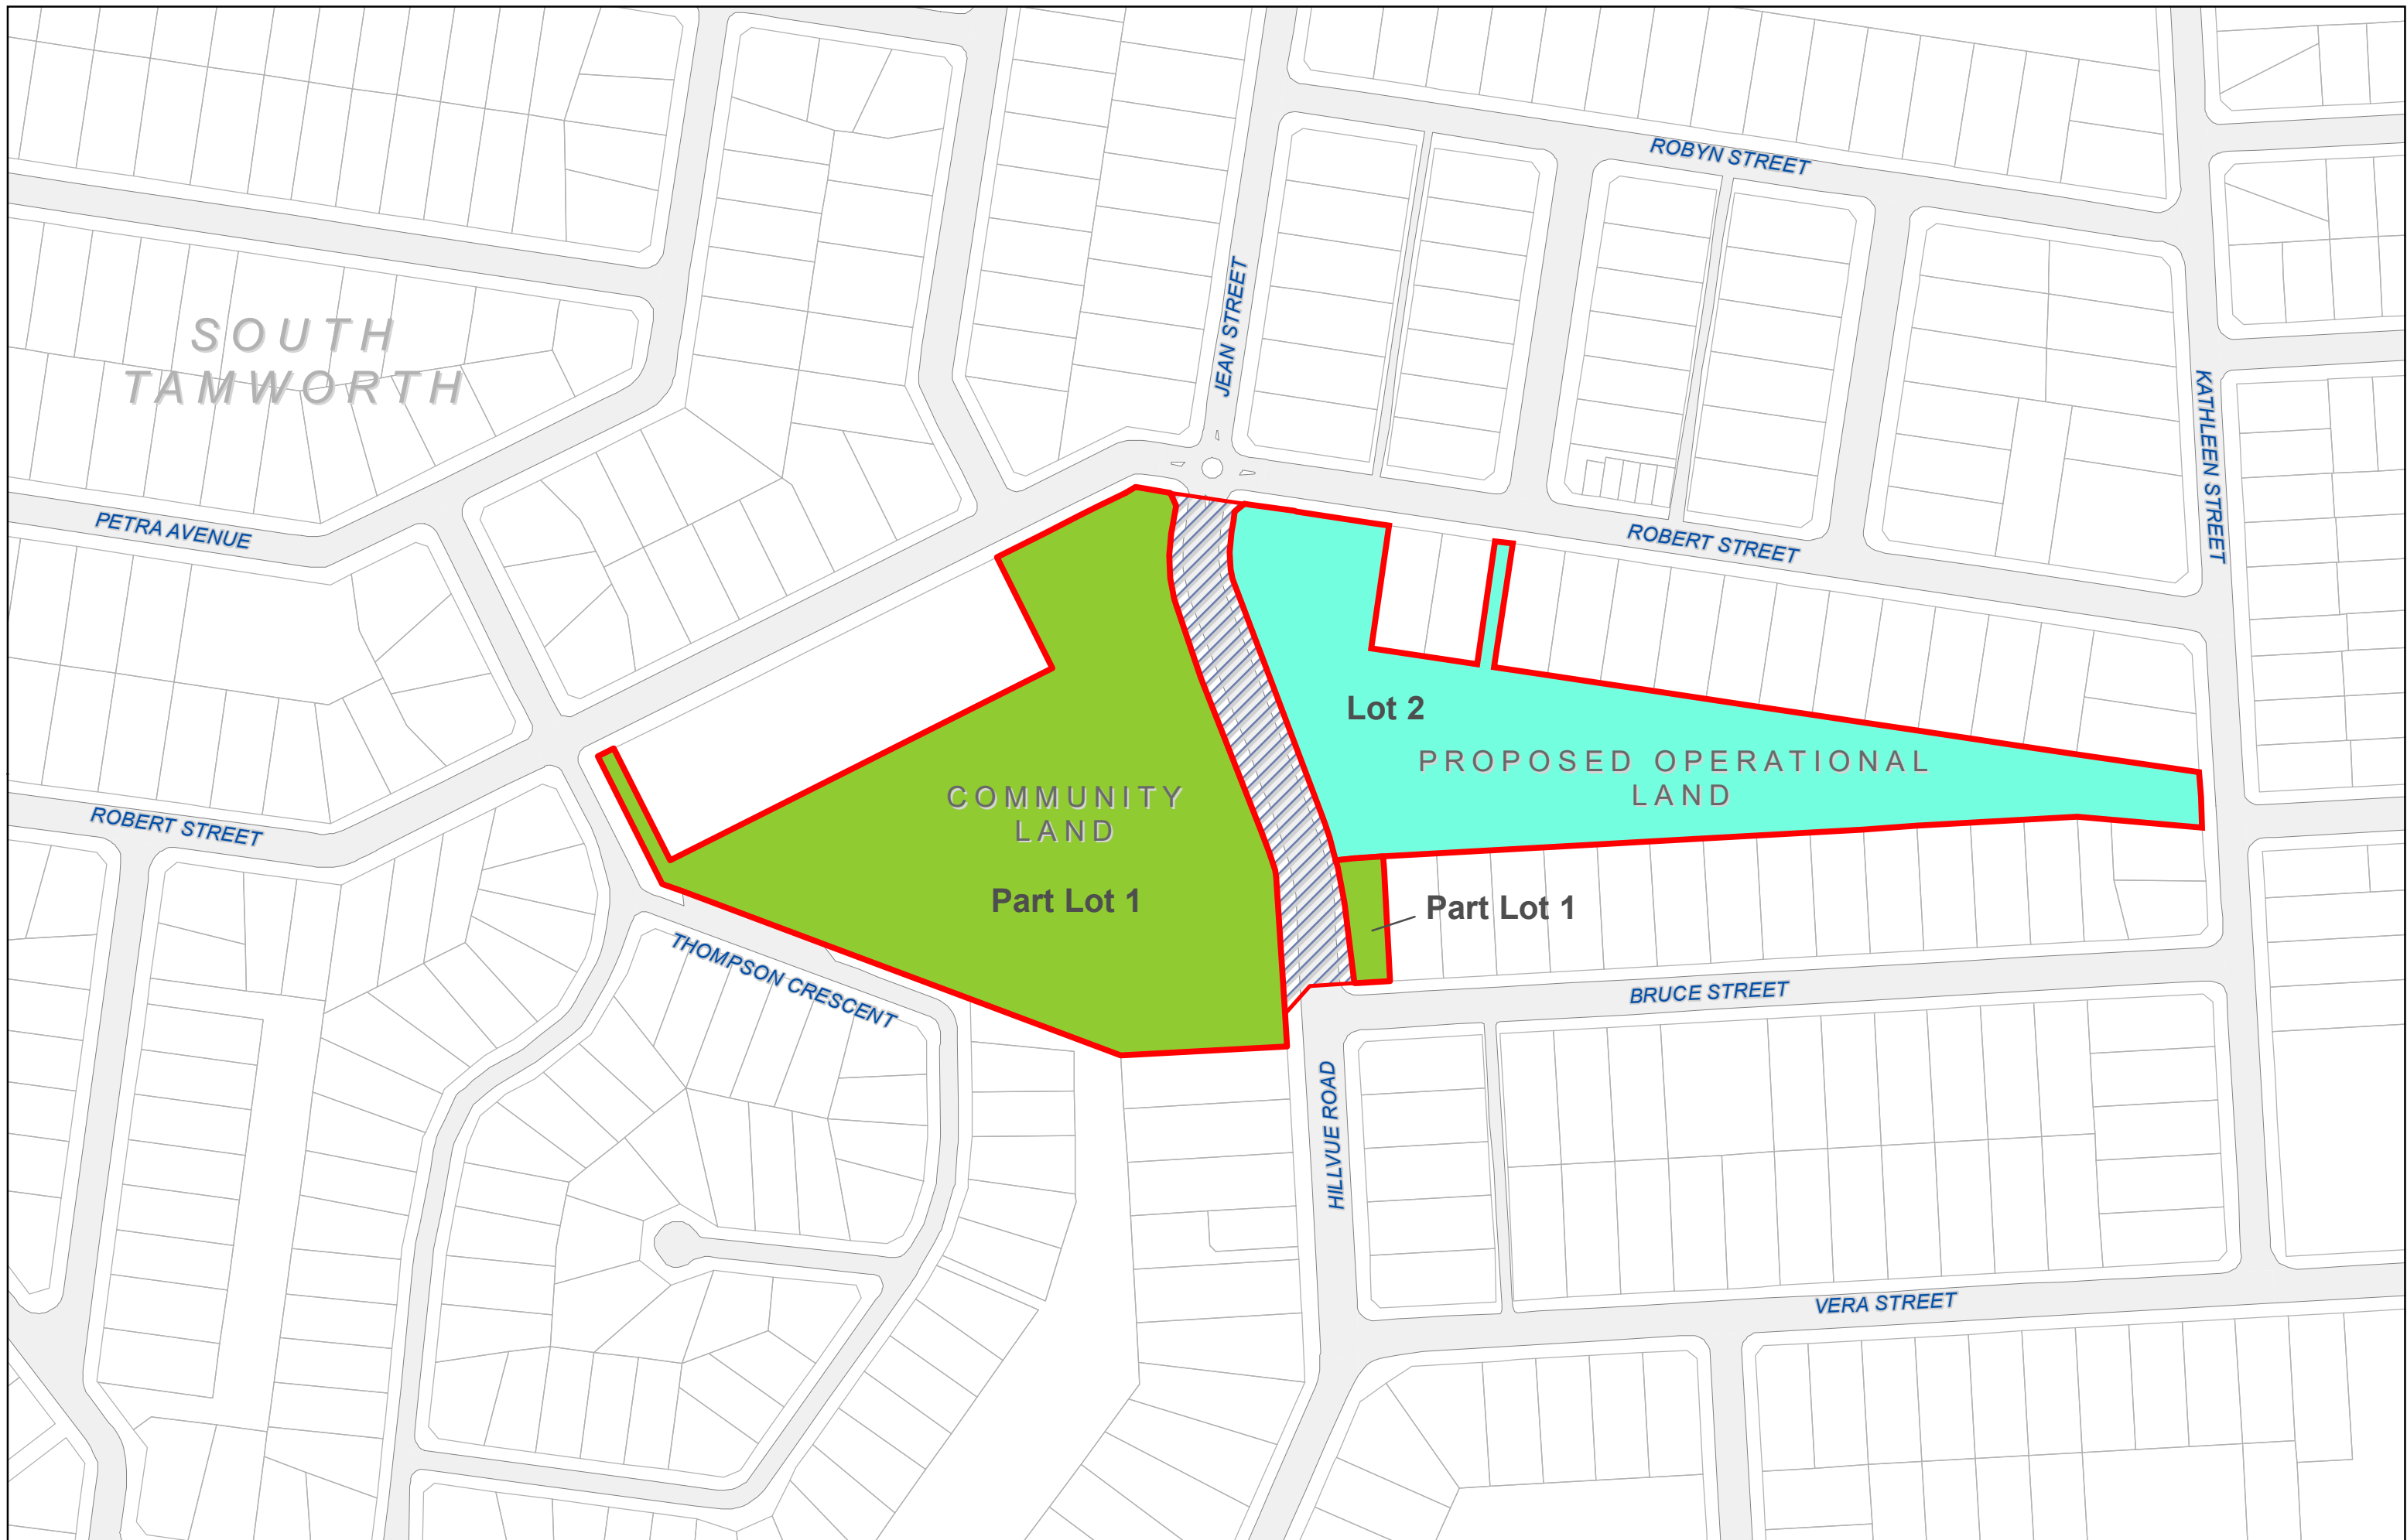 ROBYN STREET
JEAN STREET
SOUTH
TAMWORTH
KATHLEEN STREET
PETRA AVENUE
ROBERT STREET
Lot 2
PROPOSED OPERATIONAL
LAND
COMMUNITY
LAND
ROBERT STREET
Part Lot 1
Part Lot 1
THOMPSON CRESCENT
BRUCE STREET
HILLVUE ROAD
VERA STREET